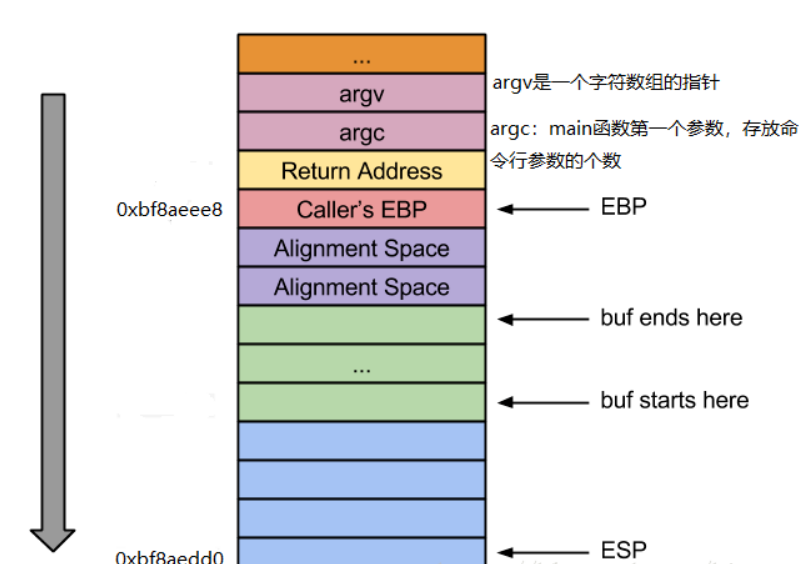 ...
argv
argv是一个字符数组的指针
argc
argc：main函数第一个参数，存放命
令行参数的个数
Return Address
0xbf8aeee8
Caller's EBP
EBP
Alignment Space
Alignment Space
buf ends here
...
buf starts here
0xbf8aedd0
ESP